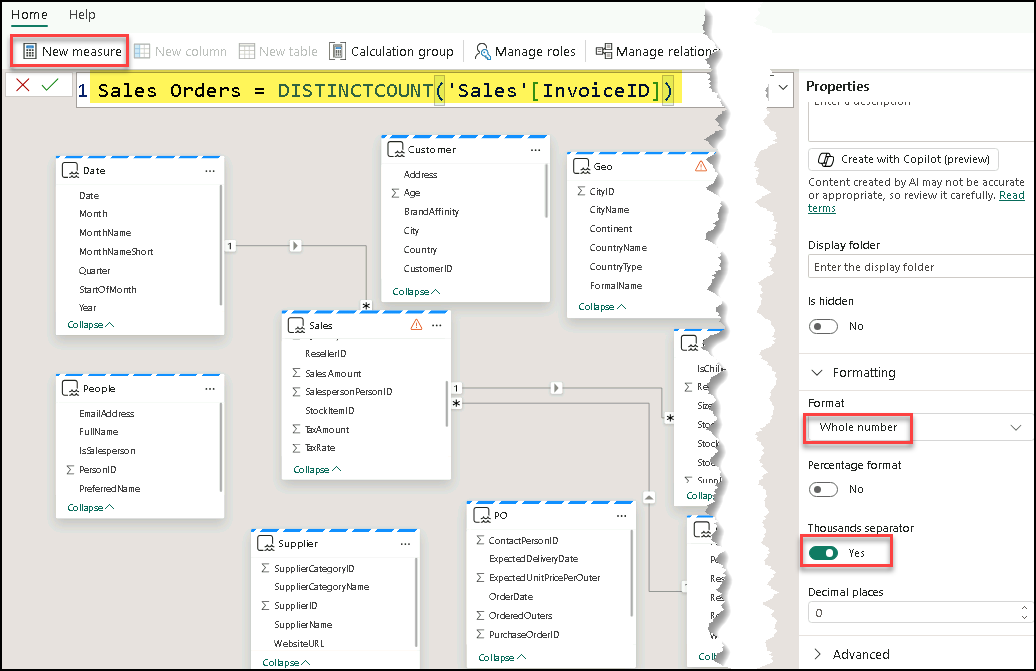 Home Help
New measure New column New table Calculation group Manage roles Manage relations
1 Sales Orders = DISTINCTCOUNT('Sales'[InvoiceID])
Date
Date
Month
MonthName
MonthNameShort
Quarter
StartOfMonth
Year
Collapse
Customer
Address
Age
BrandAffinity
City
Country
CustomerID
Collapse
Geo
CityID
CityName
Continent
CountryName
CountryType
FormalName
Collapse
1
*
Sales
ResellerID
Sales Amount
SalespersonPersonID
StockItemID
TaxAmount
TaxRate
Collapse
1
*
*
People
EmailAddress
FullName
IsSalesperson
PersonID
PreferredName
Collapse
Supplier
SupplierCategoryID
SupplierCategoryName
SupplierID
SupplierName
WebsiteURL
Collapse
PO
ContactPersonID
ExpectedDeliveryDate
ExpectedUnitPricePerOuter
OrderDate
OrderedOuters
PurchaseOrderID
Collapse
Properties
Enter a description
Create with Copilot (preview)
Content created by AI may not be accurate
or appropriate, so review it carefully. Read
terms
Display folder
Enter the display folder
Is hidden
No
Formatting
Format
Whole number
Percentage format
No
Thousands separator
Yes
Decimal places
0
Advanced